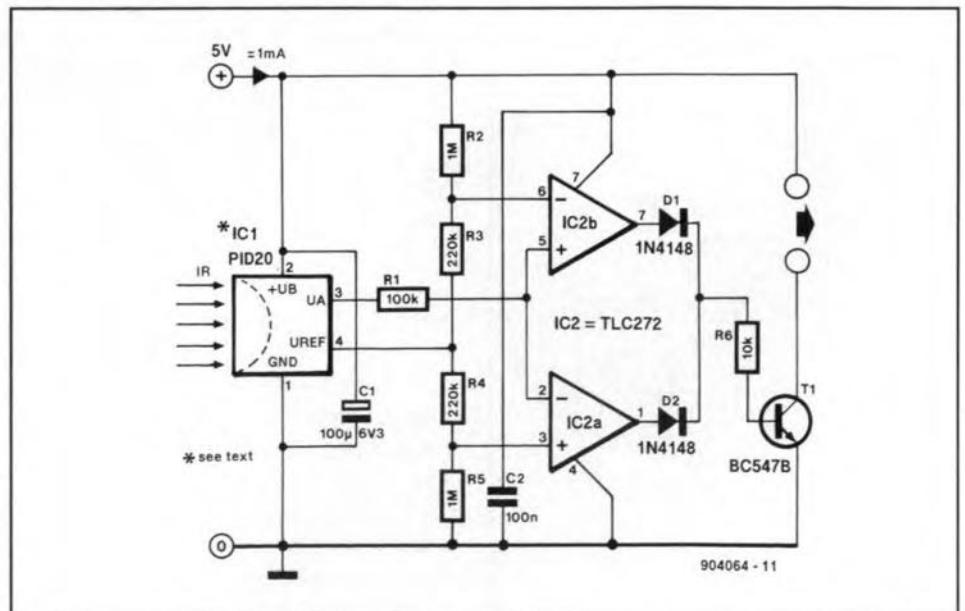 5V
= 1mA
+
R2
1M
7
6
−
IC2b
5
+
7
D1
1N4148
R3
220k
* IC1
PID20
IR
2
+UB
UA
3
UREF
4
GND
1
R1
100k
IC2 = TLC272
R6
10k
R4
220k
C1
100µ 6V3
2
−
IC2a
3
+
1
4
D2
1N4148
T1
BC547B
* see text
R5
1M
C2
100n
0
904064 - 11